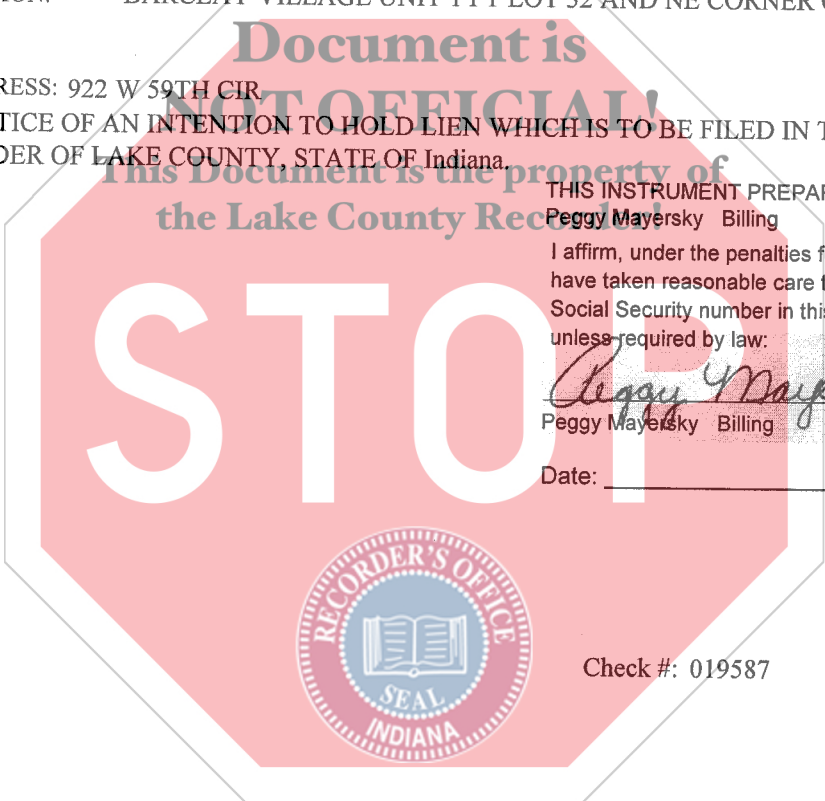 BARCLAY VILLAGE UNIT 1 LOT 32 AND NE CORNER
Document is
RESS: 922 W 59TH CIR
NOT OFFICIAL!
TICE OF AN INTENTION TO HOLD LIEN WHICH IS TO BE FILED IN T
DER OF LAKE COUNTY, STATE OF Indiana.
This Document is the property of
the Lake County Recorder!
THIS INSTRUMENT PREPAR
Peggy Mayersky Billing
I affirm, under the penalties f
have taken reasonable care t
Social Security number in this
unless required by law:
STOP
Peggy May
Peggy Mayersky Billing
Date:
RECORDER'S OFFICE
SEAL
INDIANA
Check #: 019587